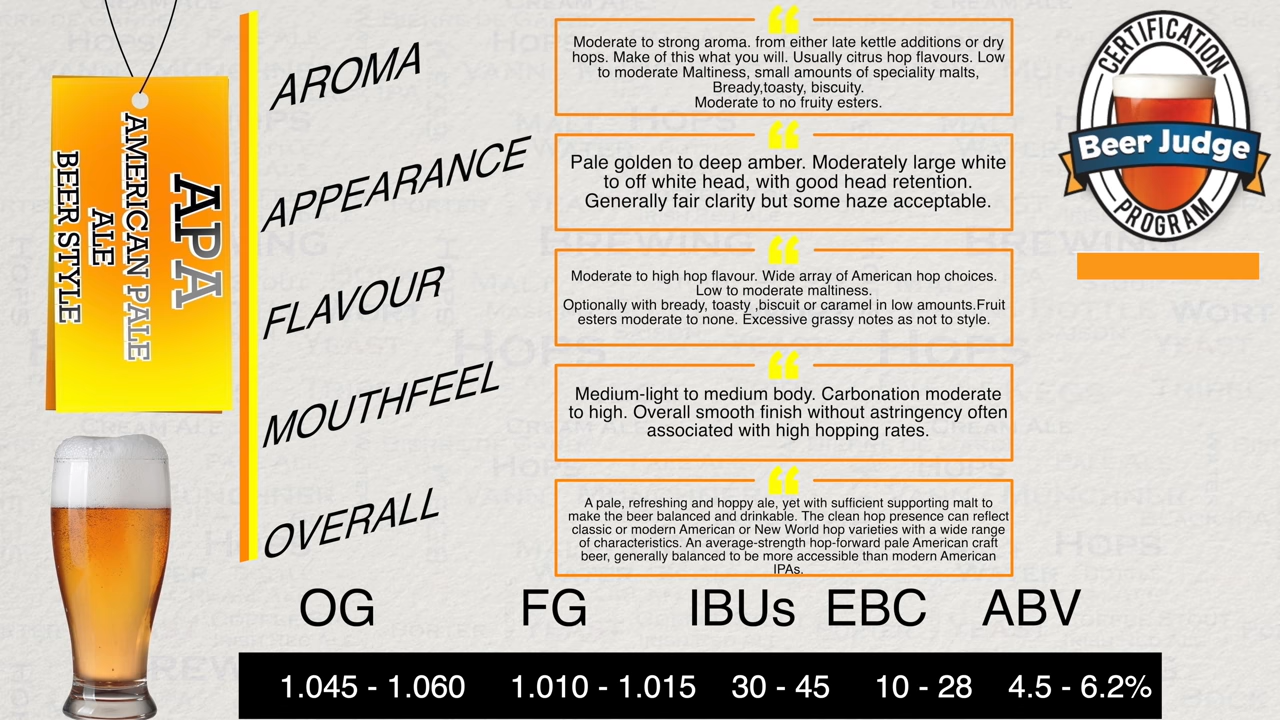 APA
AMERICAN PALE
ALE
BEER STYLE
AROMA
Moderate to strong aroma. from either late kettle additions or dry
hops. Make of this what you will. Usually citrus hop flavours. Low
to moderate Maltiness, small amounts of speciality malts,
Bready,toasty, biscuity.
Moderate to no fruity esters.
APPEARANCE
Pale golden to deep amber. Moderately large white
to off white head, with good head retention.
Generally fair clarity but some haze acceptable.
FLAVOUR
Moderate to high hop flavour. Wide array of American hop choices.
Low to moderate maltiness.
Optionally with bready, toasty ,biscuit or caramel in low amounts.Fruit
esters moderate to none. Excessive grassy notes as not to style.
MOUTHFEEL
Medium-light to medium body. Carbonation moderate
to high. Overall smooth finish without astringency often
associated with high hopping rates.
OVERALL
A pale, refreshing and hoppy ale, yet with sufficient supporting malt to
make the beer balanced and drinkable. The clean hop presence can reflect
classic or modern American or New World hop varieties with a wide range
of characteristics. An average-strength hop-forward pale American craft
beer, generally balanced to be more accessible than modern American
IPAs.
CERTIFICATION
Beer Judge
PROGRAM
OG FG IBUs EBC ABV
1.045 - 1.060 1.010 - 1.015 30 - 45 10 - 28 4.5 - 6.2%